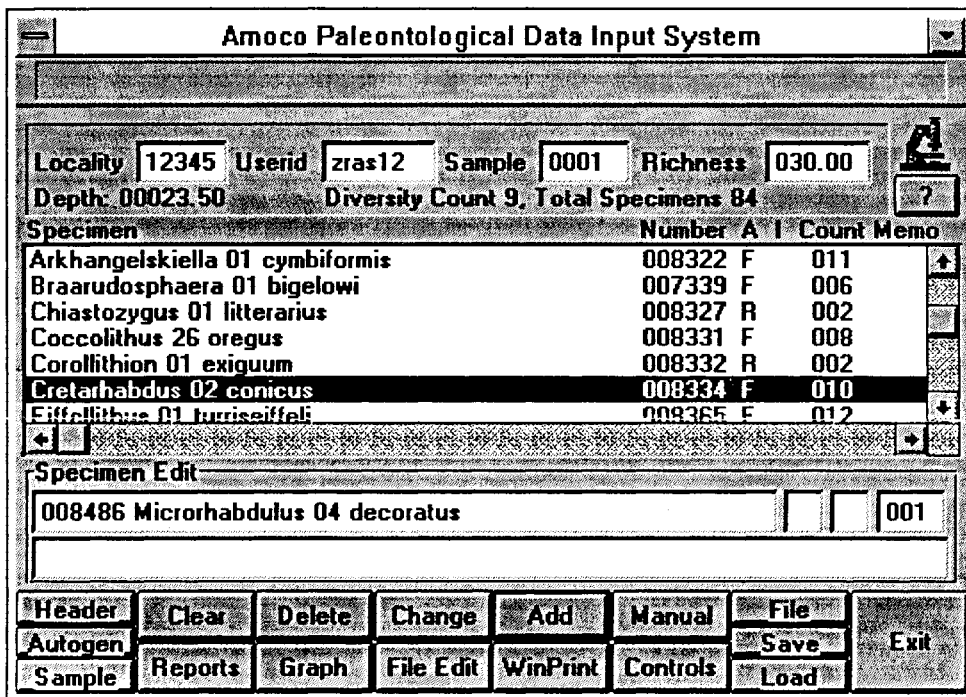 Amoco Paleontological Data Input System
Locality 12345 Userid zras12 Sample 0001 Richness 030.00
Depth: 00023.50 Diversity Count 9, Total Specimens 84 ?
Specimen Number A I Count Memo
Arkhangelskiella 01 cymbiformis 008322 F 011
Braarudosphaera 01 bigelowi 007339 F 006
Chiastozygus 01 litterarius 008327 R 002
Coccolithus 26 oregus 008331 F 008
Corollithion 01 exiguum 008332 R 002
Cretarhabdus 02 conicus 008334 F 010
Eiffellithus 01 turriseiffeli 008365 F 012
Specimen Edit
008486 Microrhabdulus 04 decoratus 001
Header Clear Delete Change Add Manual File Exit
Autogen Save
Sample Reports Graph File Edit WinPrint Controls Load